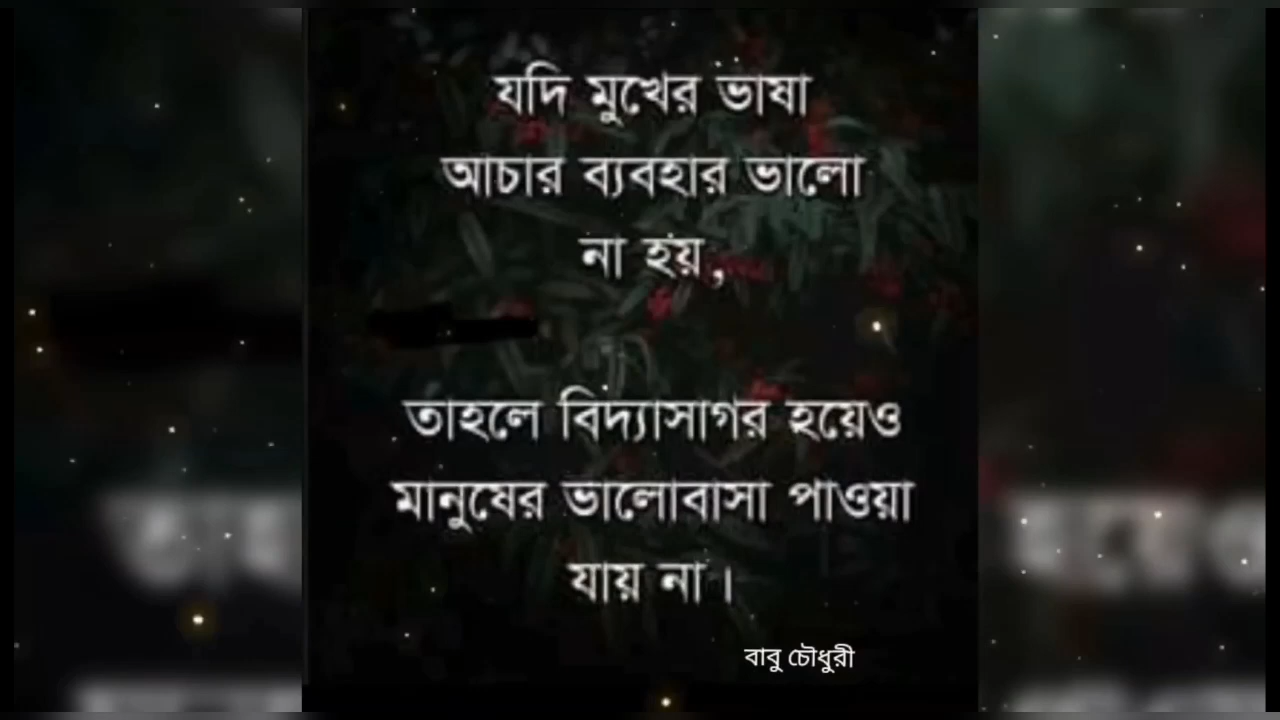 যদি মুখের ভাষা
আচার ব্যবহার ভালো
না হয়,
তাহলে বিদ্যাসাগর হয়েও
মানুষের ভালোবাসা পাওয়া
যায় না।
বাবু চৌধুরী